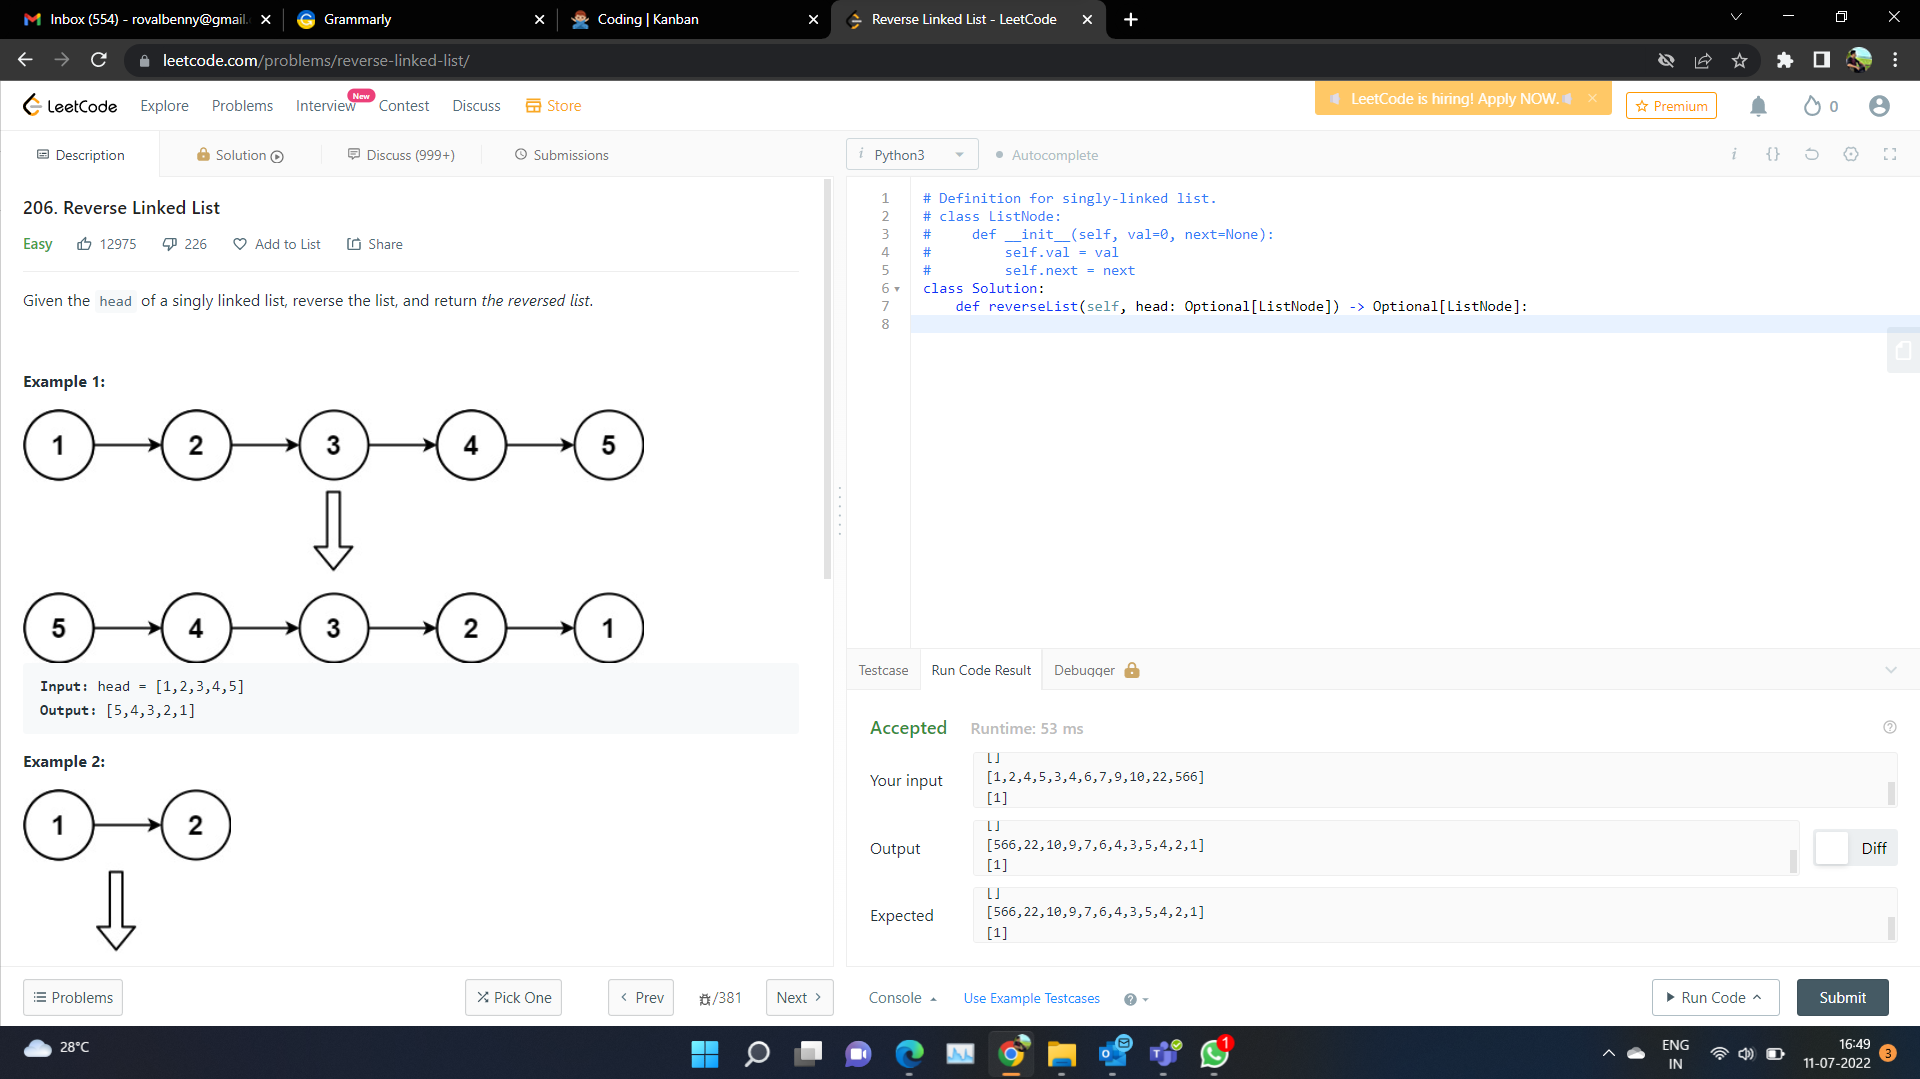 Inbox (554) - rovalbenny@gmail.
Grammarly
Coding | Kanban
Reverse Linked List - LeetCode
leetcode.com/problems/reverse-linked-list/
LeetCode
Explore
Problems
Interview
New
Contest
Discuss
Store
LeetCode is hiring! Apply NOW.
Premium
0
Description
Solution
Discuss (999+)
Submissions
i Python3
Autocomplete
i {}
206. Reverse Linked List
Easy
12975
226
Add to List
Share
Given the head of a singly linked list, reverse the list, and return the reversed list.
Example 1:
1 2 3 4 5
5 4 3 2 1
Input: head = [1,2,3,4,5]
Output: [5,4,3,2,1]
Example 2:
1 2
1 # Definition for singly-linked list.
2 # class ListNode:
3 #     def __init__(self, val=0, next=None):
4 #         self.val = val
5 #         self.next = next
6 class Solution:
7     def reverseList(self, head: Optional[ListNode]) -> Optional[ListNode]:
8
Testcase
Run Code Result
Debugger
Accepted
Runtime: 53 ms
Your input
[]
[1,2,4,5,3,4,6,7,9,10,22,566]
[1]
Output
[]
[566,22,10,9,7,6,4,3,5,4,2,1]
[1]
Diff
Expected
[]
[566,22,10,9,7,6,4,3,5,4,2,1]
[1]
Problems
Pick One
Prev
/381
Next
Console
Use Example Testcases
Run Code
Submit
28°C
1
ENG
IN
16:49
11-07-2022
3